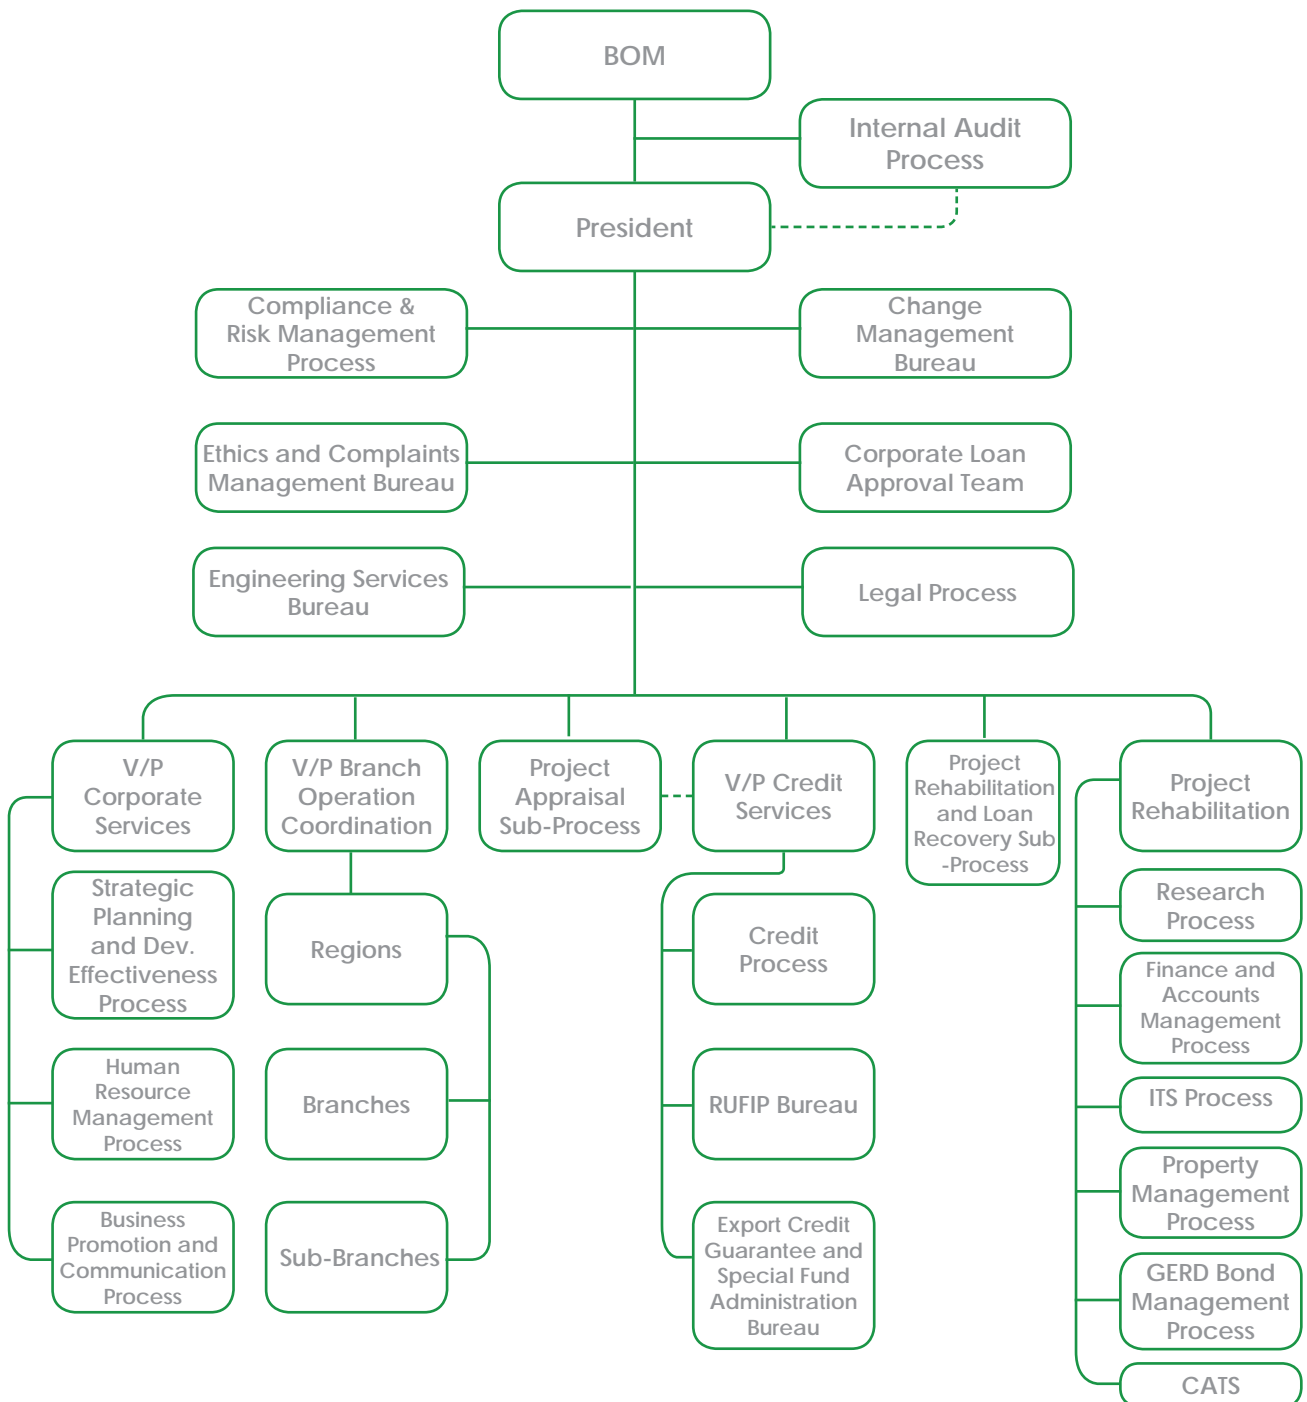 BOM
Internal Audit
Process
President
Compliance &
Risk Management
Process
Change
Management
Bureau
Ethics and Complaints
Management Bureau
Corporate Loan
Approval Team
Engineering Services
Bureau
Legal Process
V/P
Corporate
Services
V/P Branch
Operation
Coordination
Project
Appraisal
Sub-Process
V/P Credit
Services
Project
Rehabilitation
and Loan
Recovery Sub
-Process
Project
Rehabilitation
Strategic
Planning
and Dev.
Effectiveness
Process
Human
Resource
Management
Process
Business
Promotion and
Communication
Process
Regions
Branches
Sub-Branches
Credit
Process
RUFIP Bureau
Export Credit
Guarantee and
Special Fund
Administration
Bureau
Research
Process
Finance and
Accounts
Management
Process
ITS Process
Property
Management
Process
GERD Bond
Management
Process
CATS